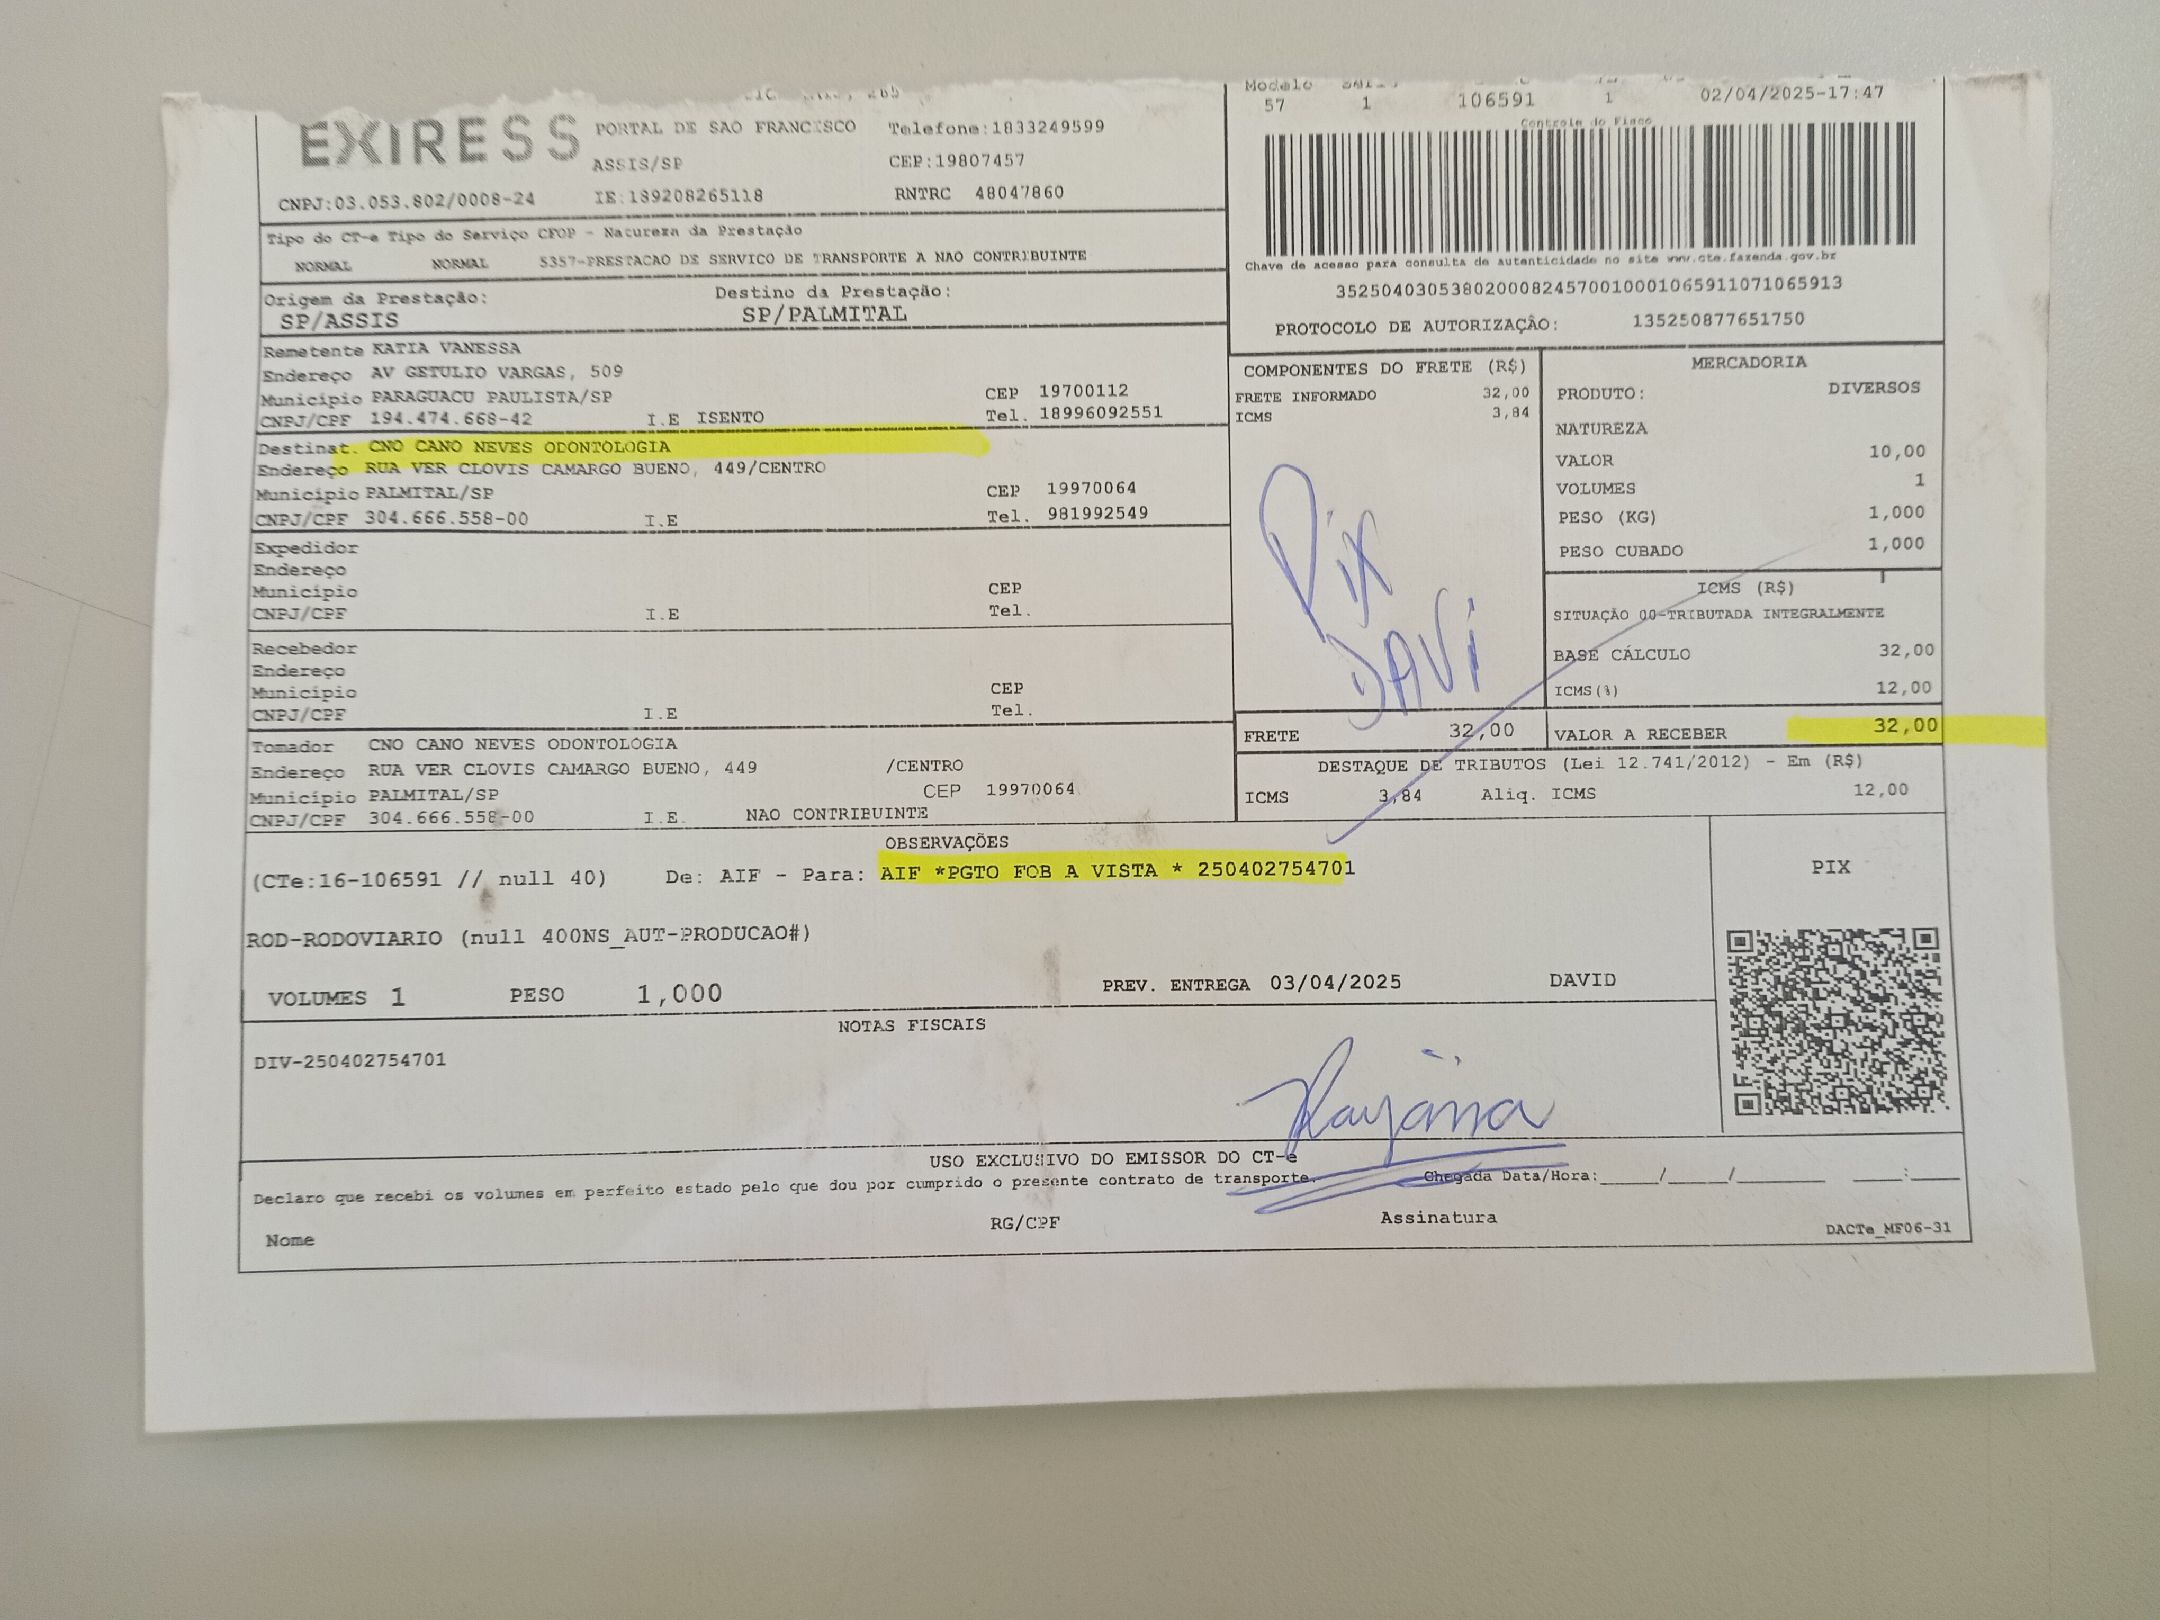 Modelo
57 1 106591 1 02/04/2025-17:47
EXPRESS PORTAL DE SAO FRANCISCO Telefone:1833249599
ASSIS/SP CEP:19807457
CNPJ:03.053.802/0008-24 IE:189208265118 RNTRC 48047860
Controle do Fisco
Chave de acesso para consulta de autenticidade no site www.cte.fazenda.gov.br
35250403053802000824570010001065911071065913
PROTOCOLO DE AUTORIZAÇÃO: 135250877651750
Tipo do CT-e Tipo do Serviço CFOP - Natureza da Prestação
NORMAL NORMAL 5357-PRESTACAO DE SERVICO DE TRANSPORTE A NAO CONTRIBUINTE
Origem da Prestação: Destino da Prestação:
SP/ASSIS SP/PALMITAL
Remetente KATIA VANESSA
Endereço AV GETULIO VARGAS, 509
Município PARAGUACU PAULISTA/SP CEP 19700112
CNPJ/CPF 194.474.668-42 I.E ISENTO Tel. 18996092551
Destinat. CNO CANO NEVES ODONTOLOGIA
Endereço RUA VER CLOVIS CAMARGO BUENO, 449/CENTRO
Município PALMITAL/SP CEP 19970064
CNPJ/CPF 304.666.558-00 I.E Tel. 981992549
Expedidor
Endereço
Município CEP
CNPJ/CPF I.E Tel.
Recebedor
Endereço
Município CEP
CNPJ/CPF I.E Tel.
Tomador CNO CANO NEVES ODONTOLOGIA
Endereço RUA VER CLOVIS CAMARGO BUENO, 449 /CENTRO
Município PALMITAL/SP CEP 19970064
CNPJ/CPF 304.666.558-00 I.E. NAO CONTRIBUINTE
COMPONENTES DO FRETE (R$)
FRETE INFORMADO 32,00
ICMS 3,84
Pix
DAVi
MERCADORIA
PRODUTO: DIVERSOS
NATUREZA
VALOR 10,00
VOLUMES 1
PESO (KG) 1,000
PESO CUBADO 1,000
ICMS (R$)
SITUAÇÃO 00-TRIBUTADA INTEGRALMENTE
BASE CÁLCULO 32,00
ICMS(%) 12,00
FRETE 32,00 VALOR A RECEBER 32,00
DESTAQUE DE TRIBUTOS (Lei 12.741/2012) - Em (R$)
ICMS 3,84 Aliq. ICMS 12,00
OBSERVAÇÕES
(CTe:16-106591 // null 40) De: AIF - Para: AIF *PGTO FOB A VISTA * 250402754701
PIX
ROD-RODOVIARIO (null 400NS_AUT-PRODUCAO#)
VOLUMES 1 PESO 1,000 PREV. ENTREGA 03/04/2025 DAVID
NOTAS FISCAIS
DIV-250402754701
USO EXCLUSIVO DO EMISSOR DO CT-e
Declaro que recebi os volumes em perfeito estado pelo que dou por cumprido o presente contrato de transporte. Chegada Data/Hora:____/____/______ ___:___
Nome RG/CPF Assinatura DACTe_MF06-31